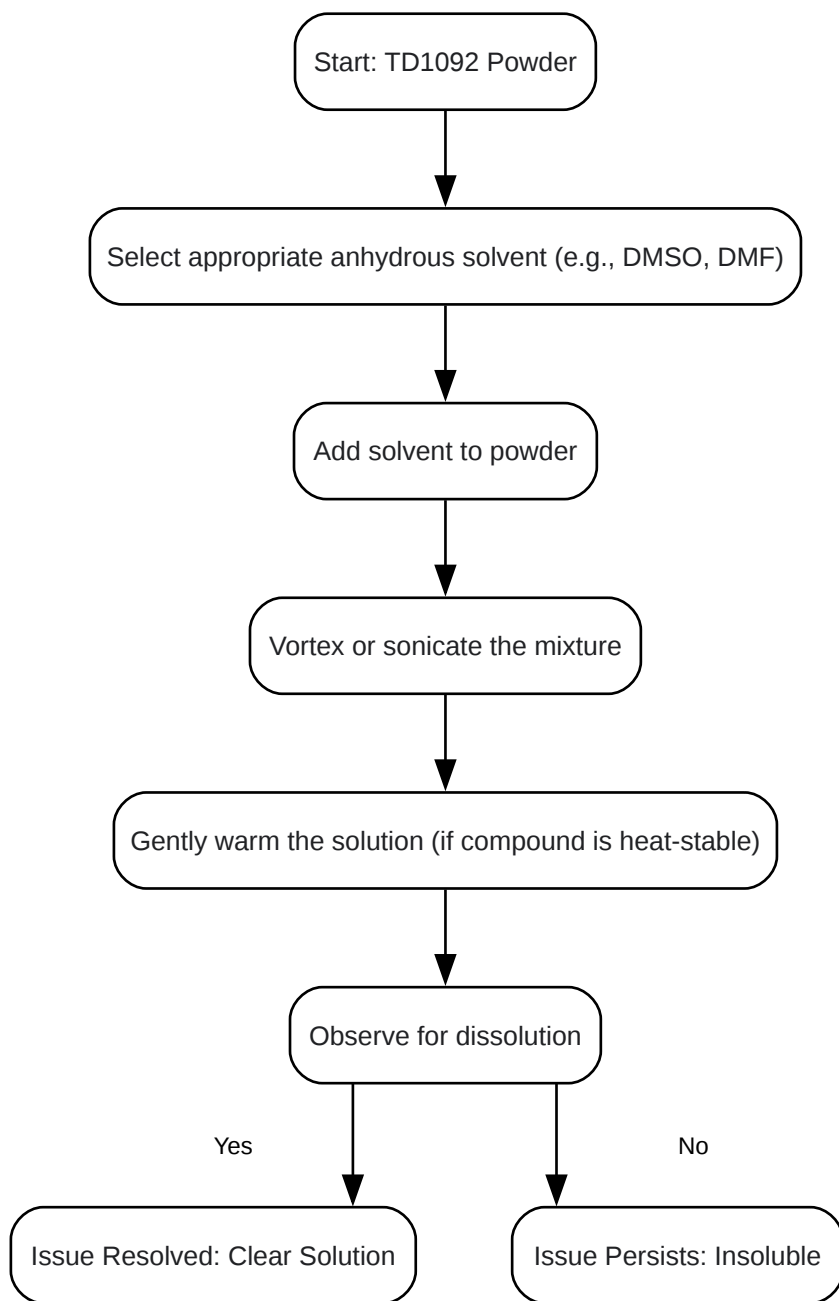 Start: TD1092 Powder
Select appropriate anhydrous solvent (e.g., DMSO, DMF)
Add solvent to powder
Vortex or sonicate the mixture
Gently warm the solution (if compound is heat-stable)
Observe for dissolution
Yes
No
Issue Resolved: Clear Solution
Issue Persists: Insoluble